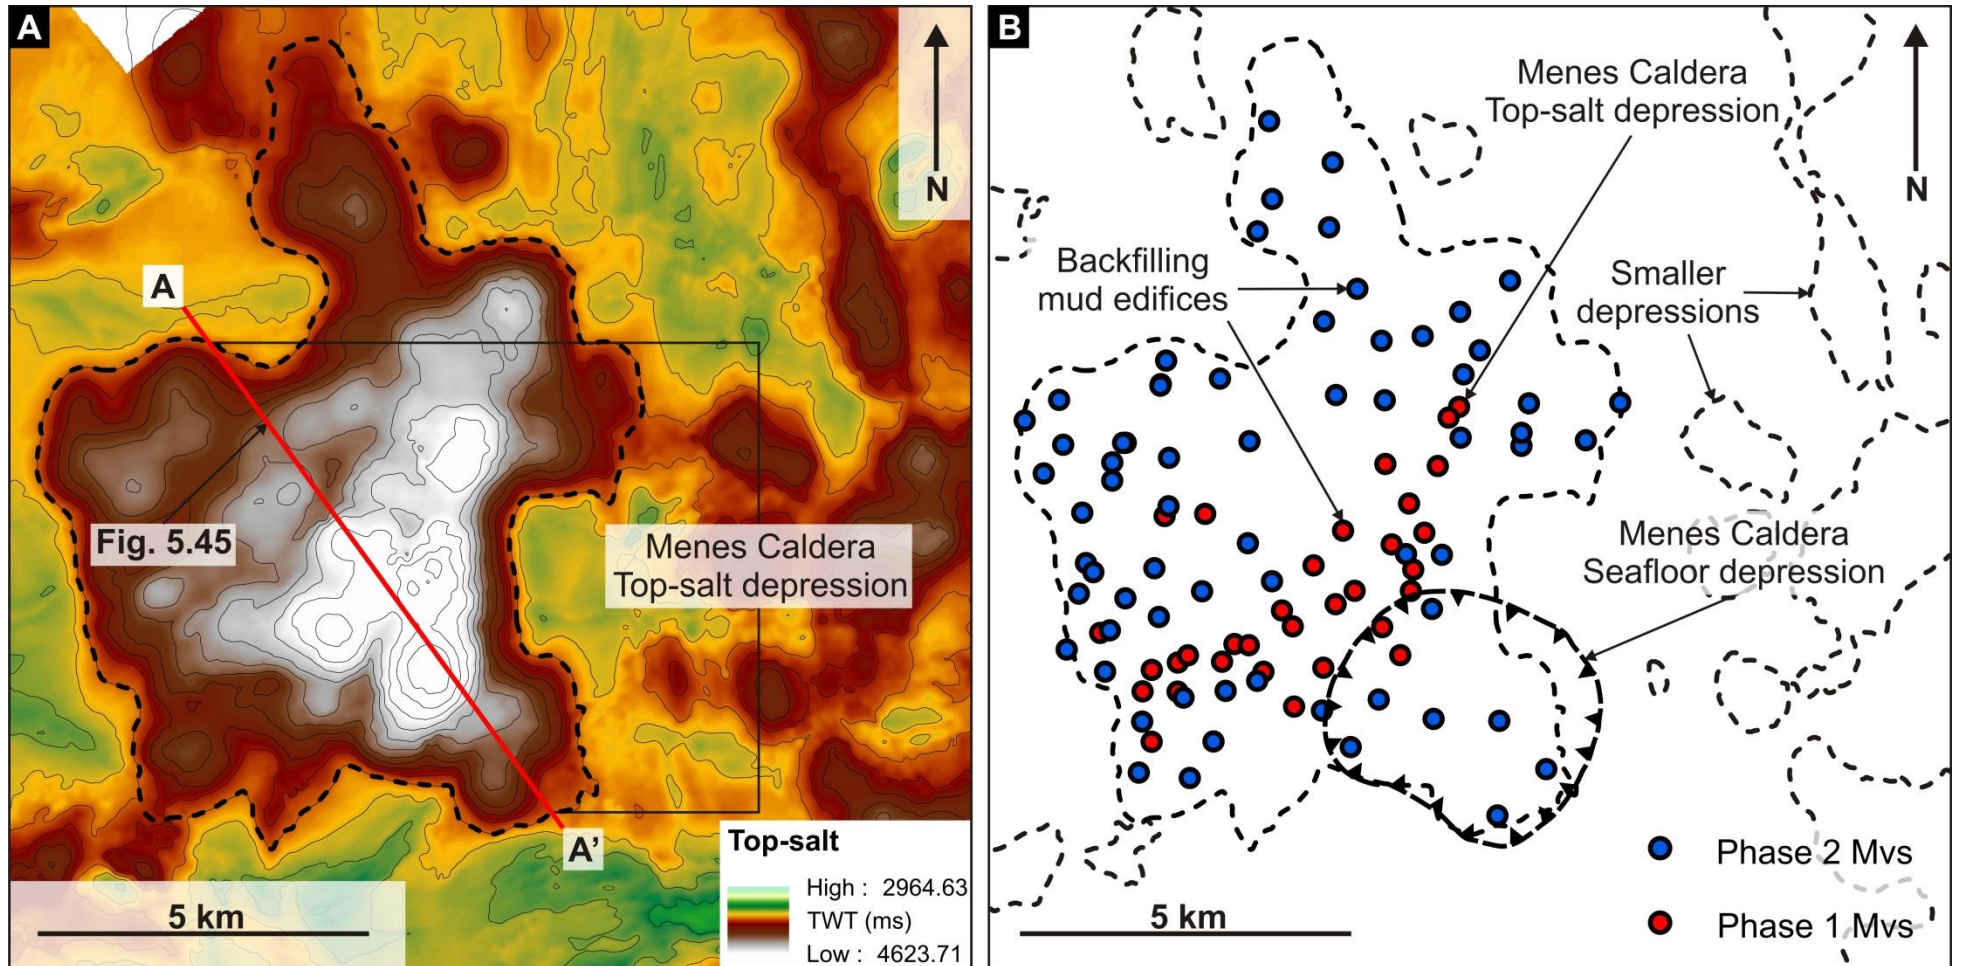 A
N
A
Fig. 5.45
Menes Caldera
Top-salt depression
A’
Top-salt
High : 2964.63
TWT (ms)
Low : 4623.71
5 km
B
Menes Caldera
Top-salt depression
N
Backfilling
mud edifices
Smaller
depressions
Menes Caldera
Seafloor depression
Phase 2 Mvs
Phase 1 Mvs
5 km